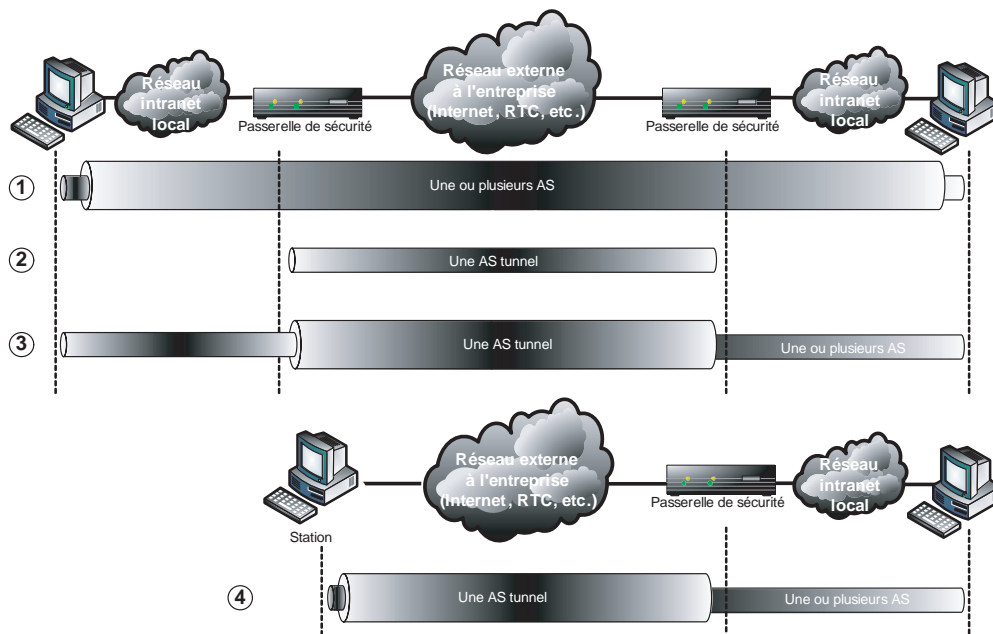 Réseau
intranet
local
Passerelle de sécurité
Réseau externe
à l'entreprise
(Internet, RTC, etc.)
Passerelle de sécurité
Réseau
intranet
local
1
Une ou plusieurs AS
2
Une AS tunnel
3
Une AS tunnel
Une ou plusieurs AS
Station
Réseau externe
à l'entreprise
(Internet, RTC, etc.)
Passerelle de sécurité
Réseau
intranet
local
4
Une AS tunnel
Une ou plusieurs AS